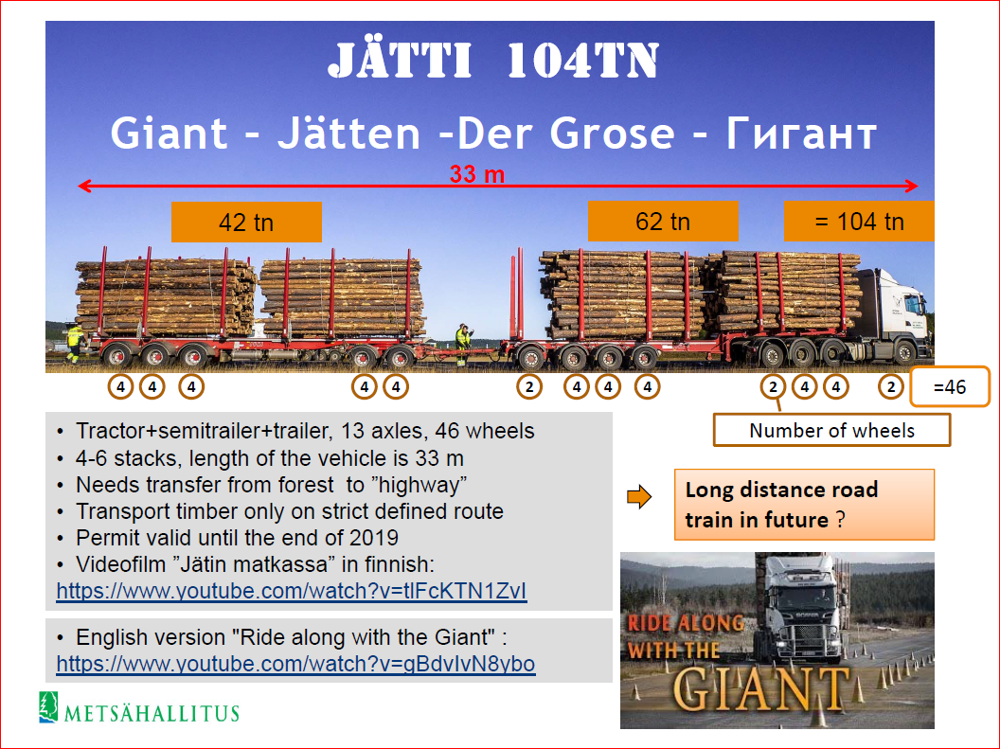 JÄTTI 104TN
Giant – Jätten –Der Grose – Гигант
33 m
42 tn
62 tn
= 104 tn
4 4 4 4 4 2 4 4 4 2 4 4 2 =46
Number of wheels
• Tractor+semitrailer+trailer, 13 axles, 46 wheels
• 4-6 stacks, length of the vehicle is 33 m
• Needs transfer from forest to ”highway”
• Transport timber only on strict defined route
• Permit valid until the end of 2019
• Videofilm ”Jätin matkassa” in finnish:
https://www.youtube.com/watch?v=tlFcKTN1ZvI
• English version "Ride along with the Giant" :
https://www.youtube.com/watch?v=gBdvIvN8ybo
Long distance road
train in future ?
SCANIA
RIDE ALONG
WITH THE
GIANT
METSÄHALLITUS